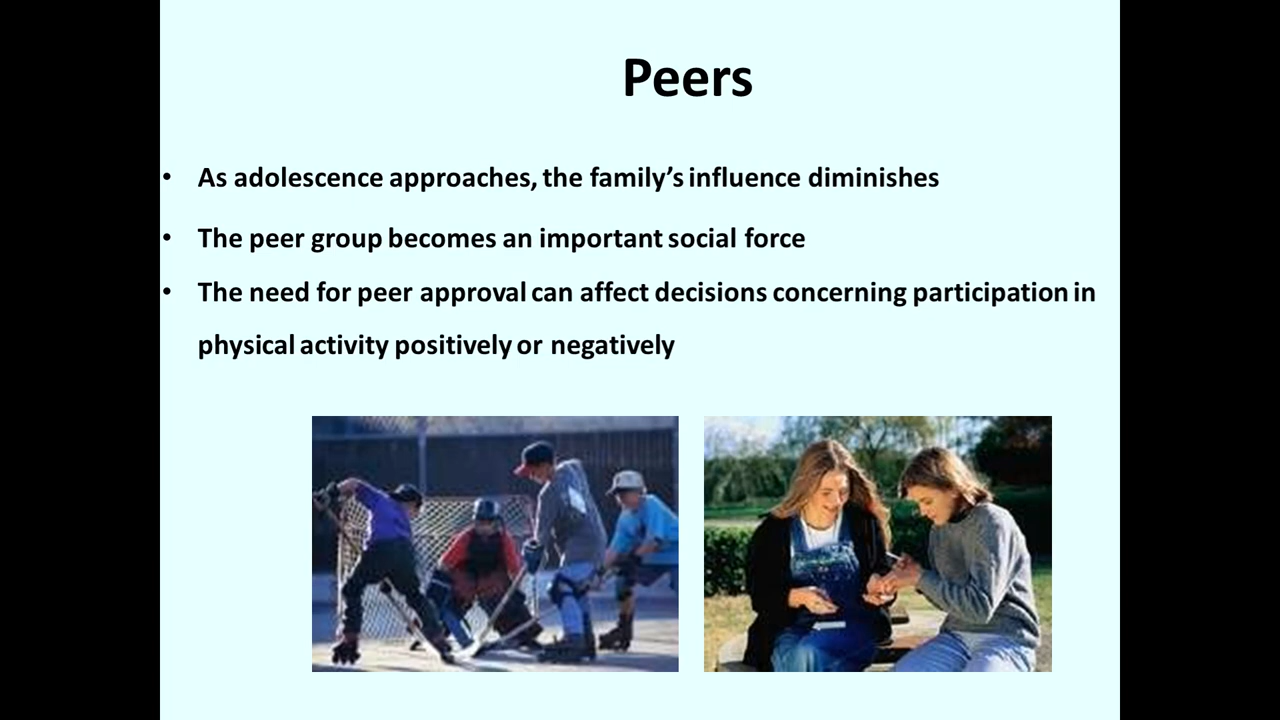 Peers
• As adolescence approaches, the family’s influence diminishes
• The peer group becomes an important social force
• The need for peer approval can affect decisions concerning participation in
physical activity positively or negatively